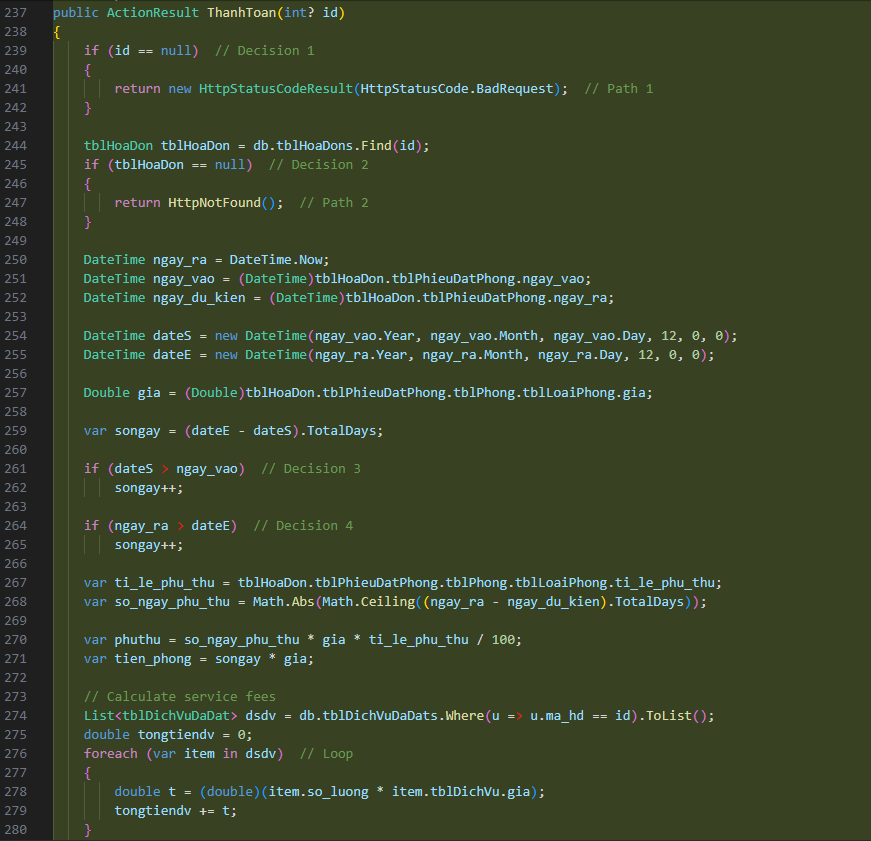 237 public ActionResult ThanhToan(int? id)
238 {
239 if (id == null) // Decision 1
240 {
241 return new HttpStatusCodeResult(HttpStatusCode.BadRequest); // Path 1
242 }
243
244 tblHoaDon tblHoaDon = db.tblHoaDons.Find(id);
245 if (tblHoaDon == null) // Decision 2
246 {
247 return HttpNotFound(); // Path 2
248 }
249
250 DateTime ngay_ra = DateTime.Now;
251 DateTime ngay_vao = (DateTime)tblHoaDon.tblPhieuDatPhong.ngay_vao;
252 DateTime ngay_du_kien = (DateTime)tblHoaDon.tblPhieuDatPhong.ngay_ra;
253
254 DateTime dateS = new DateTime(ngay_vao.Year, ngay_vao.Month, ngay_vao.Day, 12, 0, 0);
255 DateTime dateE = new DateTime(ngay_ra.Year, ngay_ra.Month, ngay_ra.Day, 12, 0, 0);
256
257 Double gia = (Double)tblHoaDon.tblPhieuDatPhong.tblPhong.tblLoaiPhong.gia;
258
259 var songay = (dateE - dateS).TotalDays;
260
261 if (dateS > ngay_vao) // Decision 3
262 songay++;
263
264 if (ngay_ra > dateE) // Decision 4
265 songay++;
266
267 var ti_le_phu_thu = tblHoaDon.tblPhieuDatPhong.tblPhong.tblLoaiPhong.ti_le_phu_thu;
268 var so_ngay_phu_thu = Math.Abs(Math.Ceiling((ngay_ra - ngay_du_kien).TotalDays));
269
270 var phuthu = so_ngay_phu_thu * gia * ti_le_phu_thu / 100;
271 var tien_phong = songay * gia;
272
273 // Calculate service fees
274 List<tblDichVuDaDat> dsdv = db.tblDichVuDaDats.Where(u => u.ma_hd == id).ToList();
275 double tongtiendv = 0;
276 foreach (var item in dsdv) // Loop
277 {
278 double t = (double)(item.so_luong * item.tblDichVu.gia);
279 tongtiendv += t;
280 }